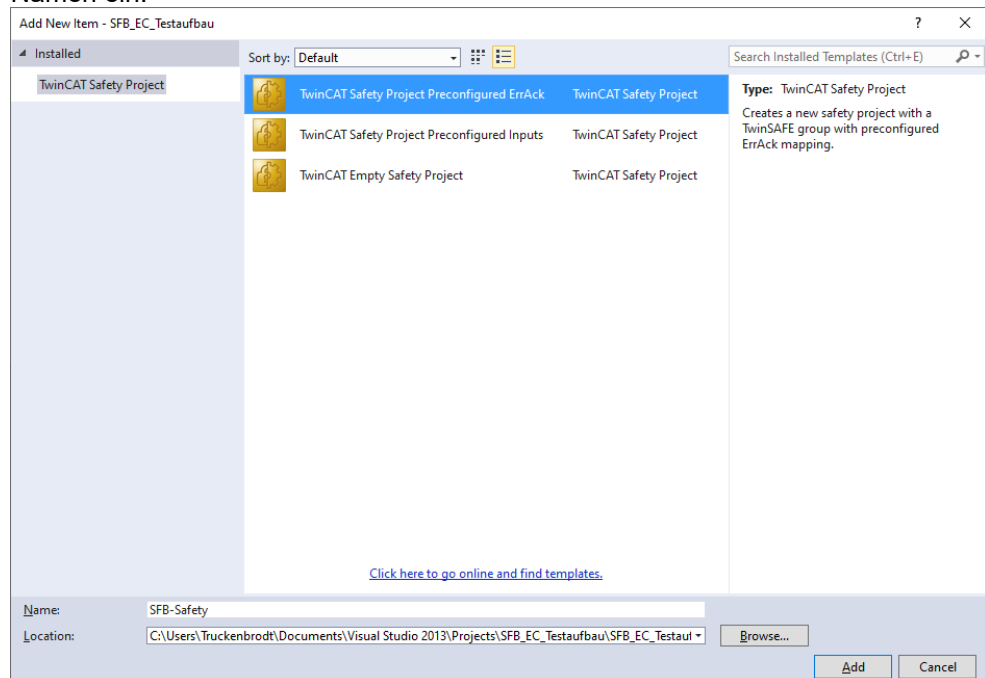 Namen ein.
Add New Item - SFB_EC_Testaufbau ? ×
Installed
Sort by: Default
Search Installed Templates (Ctrl+E)
TwinCAT Safety Project
TwinCAT Safety Project Preconfigured ErrAck TwinCAT Safety Project
TwinCAT Safety Project Preconfigured Inputs TwinCAT Safety Project
TwinCAT Empty Safety Project TwinCAT Safety Project
Type: TwinCAT Safety Project
Creates a new safety project with a
TwinSAFE group with preconfigured
ErrAck mapping.
Click here to go online and find templates.
Name: SFB-Safety
Location: C:\Users\Truckenbrodt\Documents\Visual Studio 2013\Projects\SFB_EC_Testaufbau\SFB_EC_Testauf
Browse...
Add Cancel